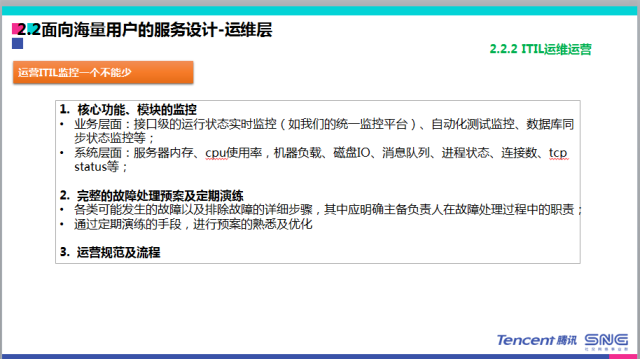 2.2面向海量用户的服务设计-运维层
2.2.2 ITIL运维运营
运营ITIL监控一个不能少
1. 核心功能、模块的监控
• 业务层面：接口级的运行状态实时监控（如我们的统一监控平台）、自动化测试监控、数据库同
步状态监控等；
• 系统层面：服务器内存、cpu使用率，机器负载、磁盘IO、消息队列、进程状态、连接数、tcp
status等；
2. 完整的故障处理预案及定期演练
• 各类可能发生的故障以及排除故障的详细步骤，其中应明确主备负责人在故障处理过程中的职责；
• 通过定期演练的手段，进行预案的熟悉及优化
3. 运营规范及流程
Tencent 腾讯 SNG